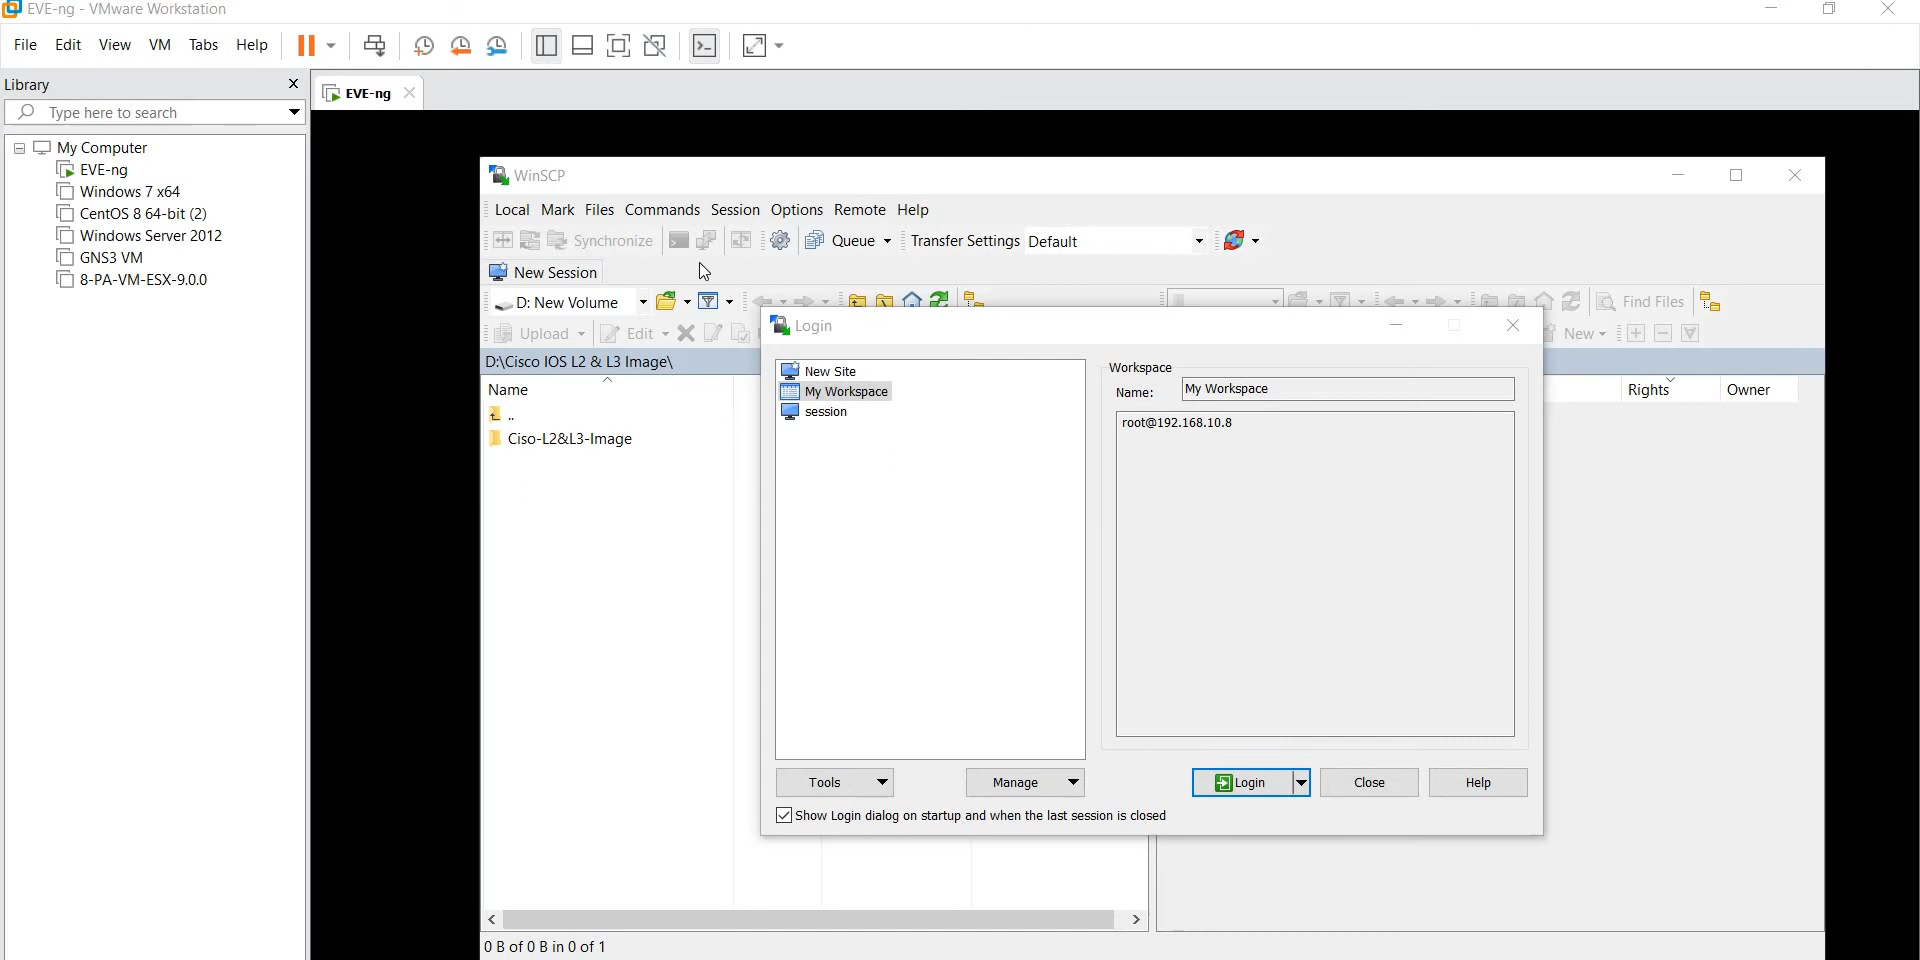 EVE-ng - VMware Workstation
File Edit View VM Tabs Help
Library
EVE-ng
Type here to search
My Computer
EVE-ng
Windows 7 x64
CentOS 8 64-bit (2)
Windows Server 2012
GNS3 VM
8-PA-VM-ESX-9.0.0
WinSCP
Local Mark Files Commands Session Options Remote Help
Synchronize Queue Transfer Settings Default
New Session
D: New Volume Find Files
Upload Edit New
D:\Cisco IOS L2 & L3 Image\
Name Rights Owner
..
Ciso-L2&L3-Image
Login
New Site
My Workspace
session
Workspace
Name: My Workspace
root@192.168.10.8
Tools Manage Login Close Help
Show Login dialog on startup and when the last session is closed
0 B of 0 B in 0 of 1